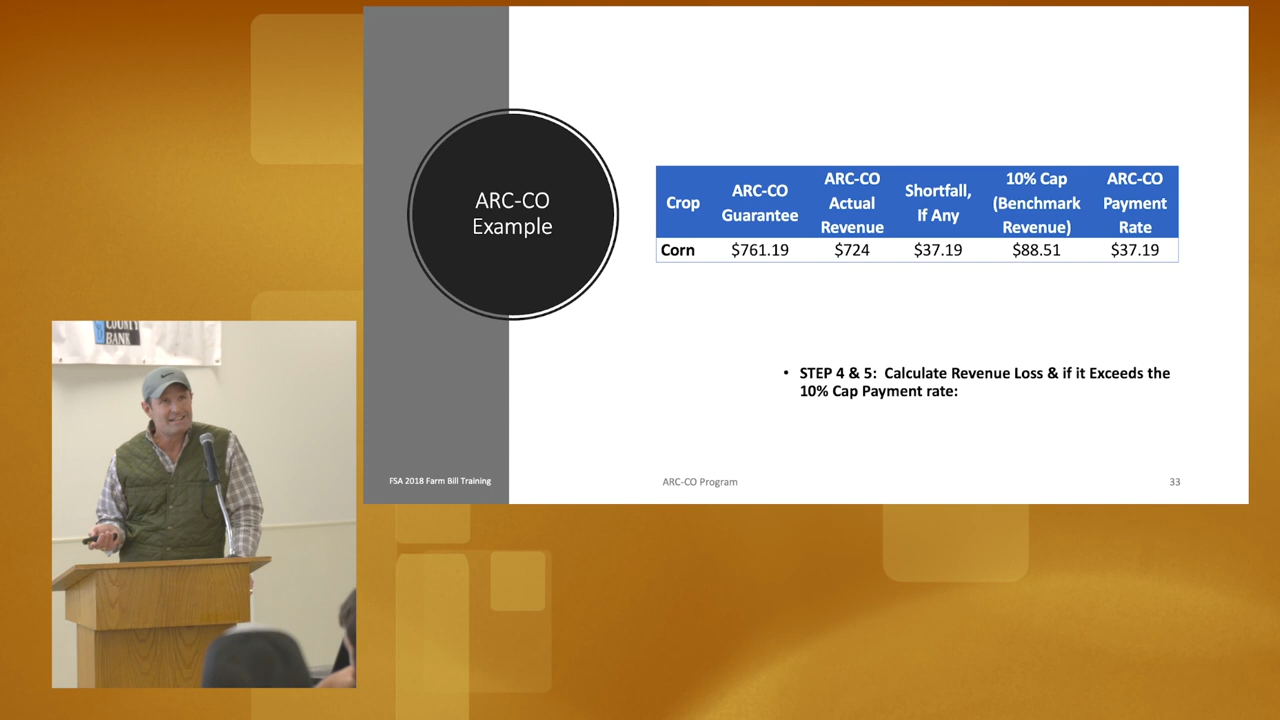 ARC-CO
Example
Crop
ARC-CO
Guarantee
ARC-CO
Actual
Revenue
Shortfall,
If Any
10% Cap
(Benchmark
Revenue)
ARC-CO
Payment
Rate
Corn $761.19 $724 $37.19 $88.51 $37.19
• STEP 4 & 5: Calculate Revenue Loss & if it Exceeds the
10% Cap Payment rate:
FSA 2018 Farm Bill Training
ARC-CO Program
33
COUNTY
BANK